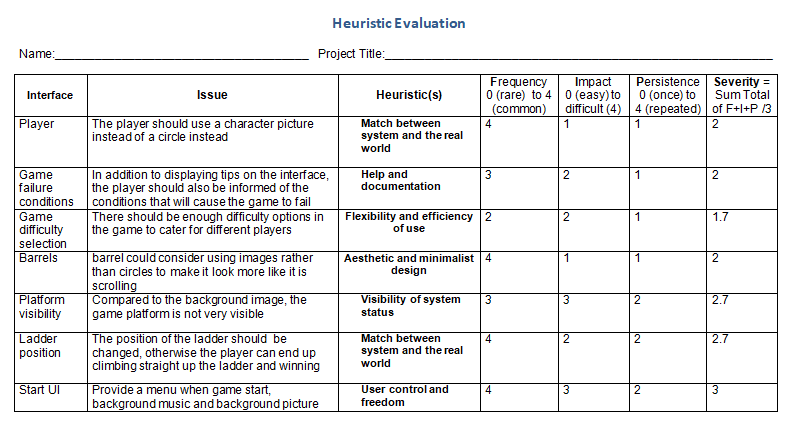 Heuristic Evaluation
Name:______________________________________ Project Title:__________________________________________________________
Interface
Issue
Heuristic(s)
Frequency
0 (rare) to 4
(common)
Impact
0 (easy) to
difficult (4)
Persistence
0 (once) to
4 (repeated)
Severity =
Sum Total
of F+I+P /3
Player
The player should use a character picture
instead of a circle instead
Match between
system and the real
world
4
1
1
2
Game
failure
conditions
In addition to displaying tips on the interface,
the player should also be informed of the
conditions that will cause the game to fail
Help and
documentation
3
2
1
2
Game
difficulty
selection
There should be enough difficulty options in
the game to cater for different players
Flexibility and efficiency
of use
2
2
1
1.7
Barrels
barrel could consider using images rather
than circles to make it look more like it is
scrolling
Aesthetic and minimalist
design
4
1
1
2
Platform
visibility
Compared to the background image, the
game platform is not very visible
Visibility of system
status
3
3
2
2.7
Ladder
position
The position of the ladder should be
changed, otherwise the player can end up
climbing straight up the ladder and winning
Match between
system and the real
world
4
2
2
2.7
Start UI
Provide a menu when game start,
background music and background picture
User control and
freedom
4
3
2
3